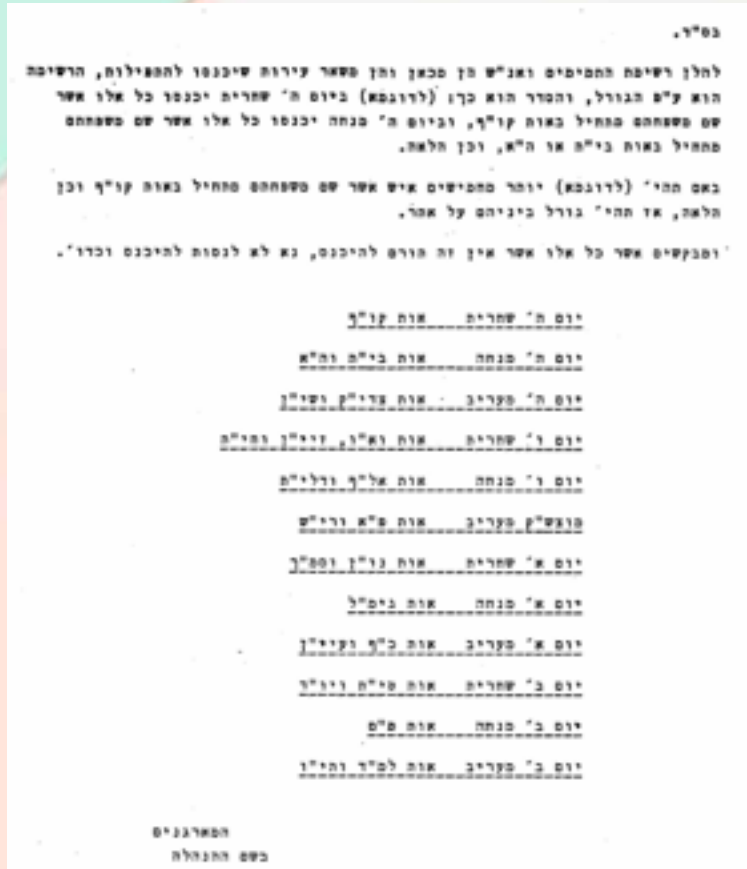 בס"ד.
להלן רשימת התמימים ואנ"ש הן מכאן והן משאר עירות שיכנסו להתפילות, הרשימה
הוא ע"פ הגורל, והסדר הוא כך: (לדוגמא) ביום ה' שחרית יכנסו כל אלו אשר
שם משפחתם מתחיל באות קו"ף, וביום ה' מנחה יכנסו כל אלו אשר שם משפחתם
מתחיל באות בי"ת או ה"א, וכן הלאה.
באם תהי' (לדוגמא) יותר מחמישים איש אשר שם משפחתם מתחיל באות קו"ף וכן
הלאה, אז תהי' גורל ביניהם על אתר.
ומבקשים אשר כל אלו אשר אין זה תורם להיכנס, נא לא לנסות להיכנס וכדו'.
יום ה' שחרית אות קו"ף
יום ה' מנחה אות בי"ת וה"א
יום ה' מעריב אות צדי"ק ושי"ן
יום ו' שחרית אות וא"ו, זיי"ן וחי"ת
יום ו' מנחה אות אל"ף ודלי"ת
מוצש"ק מעריב אות פ"א ורי"ש
יום א' שחרית אות נו"ן וסמ"ך
יום א' מנחה אות גימ"ל
יום א' מעריב אות כ"ף ועיי"ן
יום ב' שחרית אות טי"ת ויו"ד
יום ב' מנחה אות מ"ם
יום ב' מעריב אות למ"ד ותי"ו
המארגנים
בשם ההנהלה